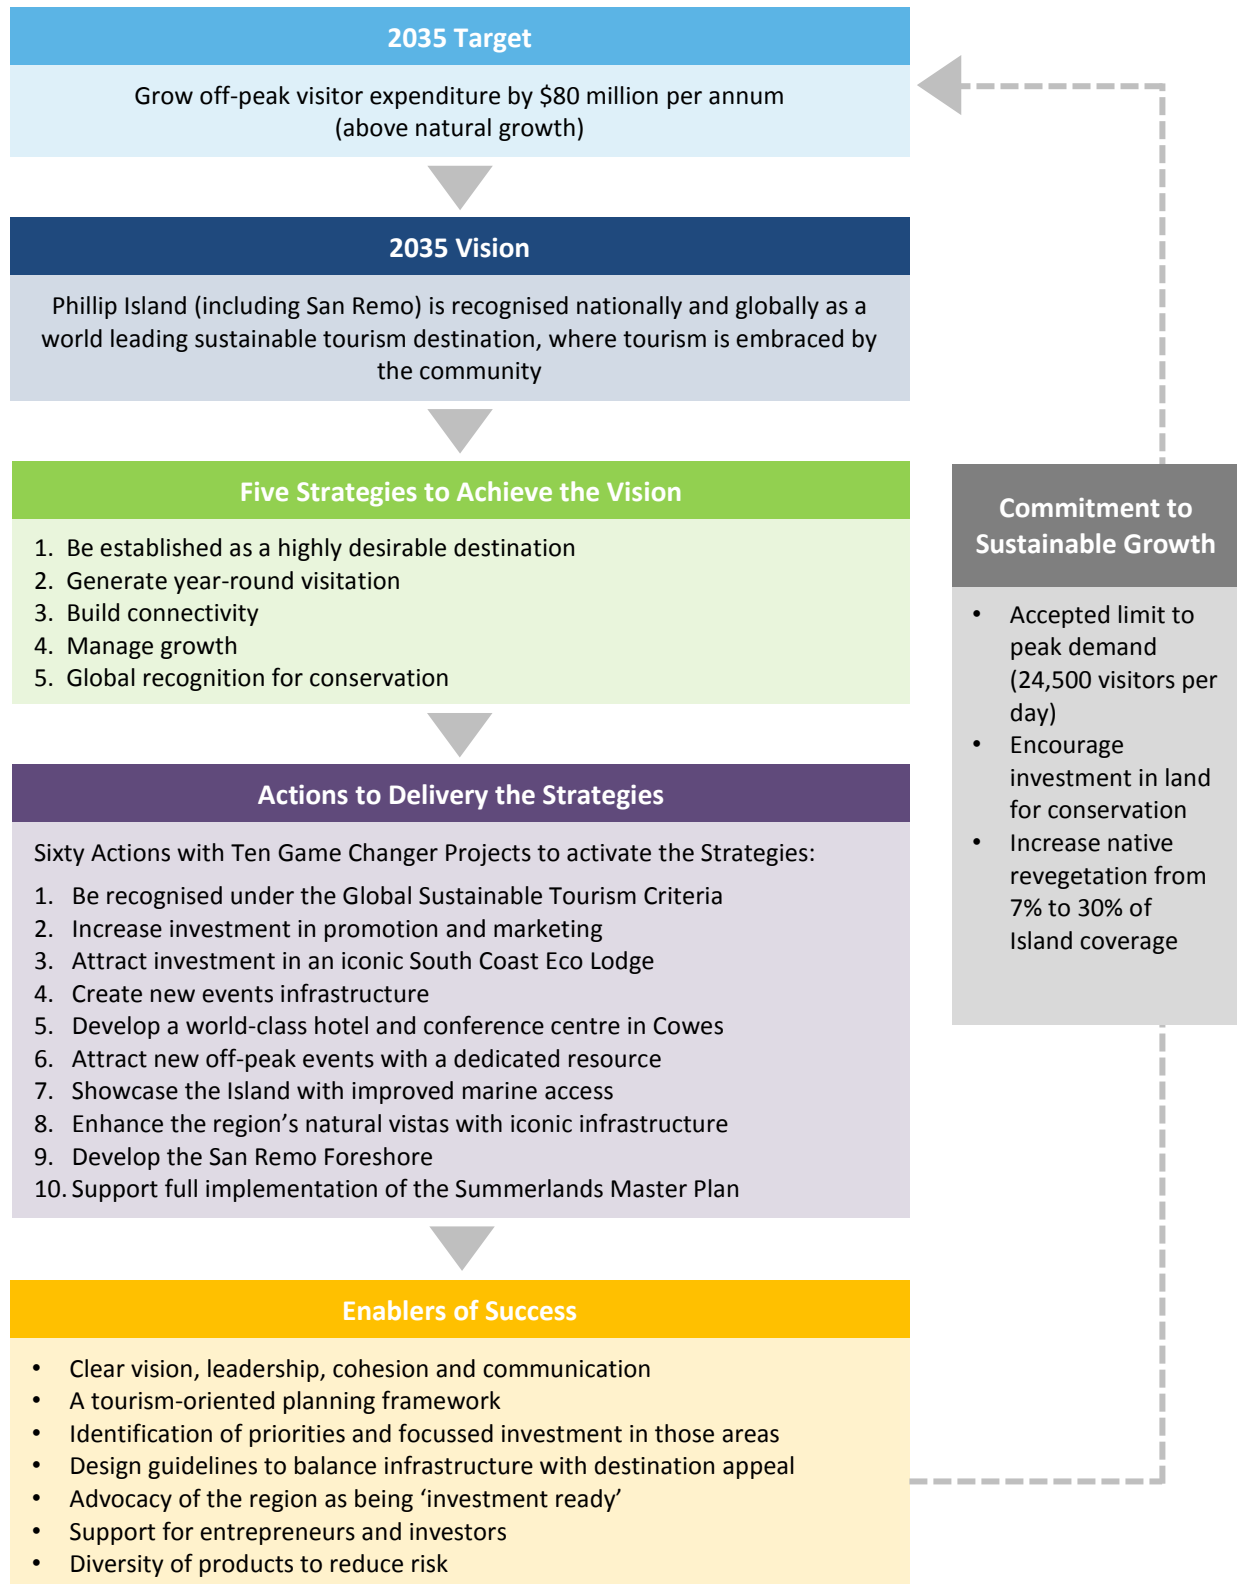 2035 Target
Grow off-peak visitor expenditure by $80 million per annum
(above natural growth)
2035 Vision
Phillip Island (including San Remo) is recognised nationally and globally as a
world leading sustainable tourism destination, where tourism is embraced by
the community
Five Strategies to Achieve the Vision
1. Be established as a highly desirable destination
2. Generate year-round visitation
3. Build connectivity
4. Manage growth
5. Global recognition for conservation
Actions to Delivery the Strategies
Sixty Actions with Ten Game Changer Projects to activate the Strategies:
1. Be recognised under the Global Sustainable Tourism Criteria
2. Increase investment in promotion and marketing
3. Attract investment in an iconic South Coast Eco Lodge
4. Create new events infrastructure
5. Develop a world-class hotel and conference centre in Cowes
6. Attract new off-peak events with a dedicated resource
7. Showcase the Island with improved marine access
8. Enhance the region’s natural vistas with iconic infrastructure
9. Develop the San Remo Foreshore
10. Support full implementation of the Summerlands Master Plan
Enablers of Success
• Clear vision, leadership, cohesion and communication
• A tourism-oriented planning framework
• Identification of priorities and focussed investment in those areas
• Design guidelines to balance infrastructure with destination appeal
• Advocacy of the region as being ‘investment ready’
• Support for entrepreneurs and investors
• Diversity of products to reduce risk
Commitment to
Sustainable Growth
• Accepted limit to
peak demand
(24,500 visitors per
day)
• Encourage
investment in land
for conservation
• Increase native
revegetation from
7% to 30% of
Island coverage